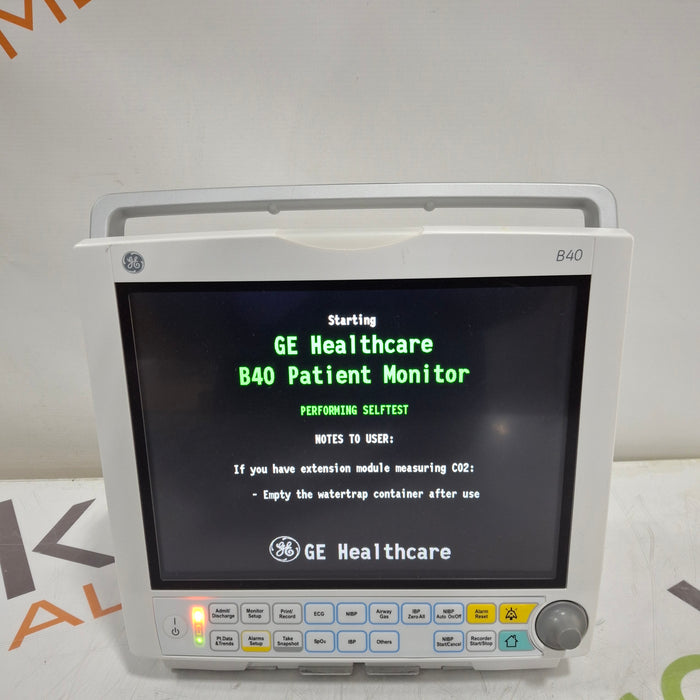 B40
Starting
GE Healthcare
B40 Patient Monitor
PERFORMING SELFTEST
NOTES TO USER:
If you have extension module measuring CO2:
- Empty the watertrap container after use
GE Healthcare
Admit/
Discharge
Monitor
Setup
Print/
Record
ECG
NIBP
Airway
Gas
IBP
Zero All
NIBP
Auto On/Off
Alarm
Reset
Pt.Data
&Trends
Alarms
Setup
Take
Snapshot
SpO₂
IBP
Others
NIBP
Start/Cancel
Recorder
Start/Stop